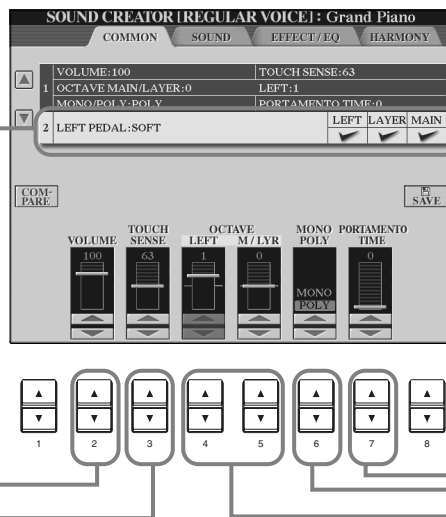 SOUND CREATOR [REGULAR VOICE] : Grand Piano
COMMON SOUND EFFECT / EQ HARMONY
1
VOLUME:100 TOUCH SENSE:63
OCTAVE MAIN/LAYER:0 LEFT:1
MONO/POLY:POLY PORTAMENTO TIME:0
2 LEFT PEDAL:SOFT LEFT LAYER MAIN
COM-
PARE
SAVE
VOLUME TOUCH SENSE OCTAVE LEFT M / LYR MONO POLY PORTAMENTO TIME
100 63 1 0 0
MONO
POLY
1 2 3 4 5 6 7 8